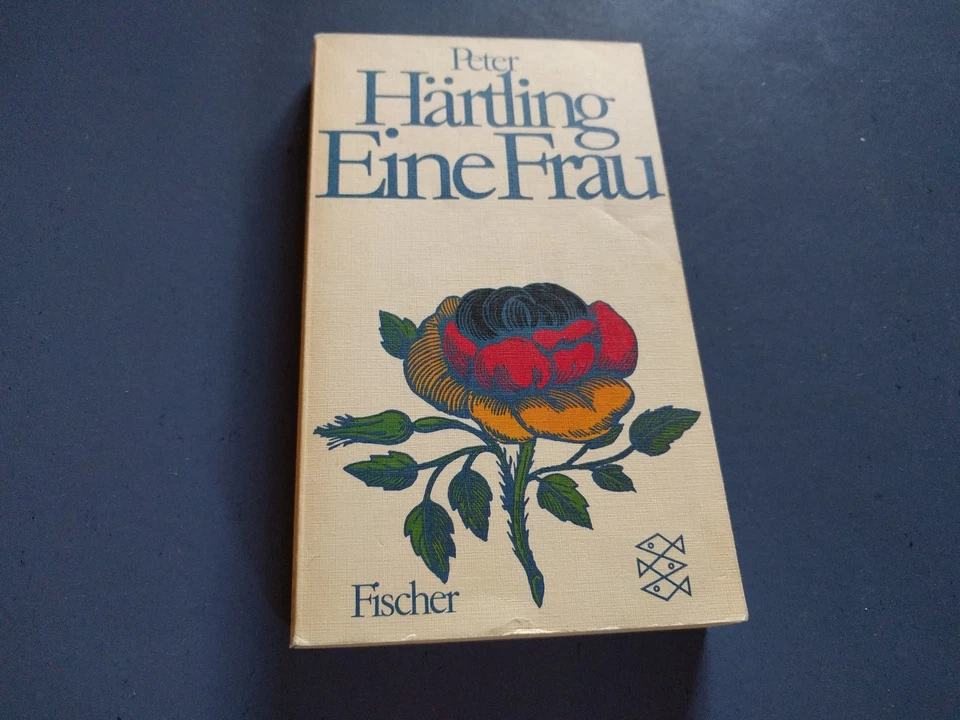 Peter
Härtling
Eine Frau
Fischer